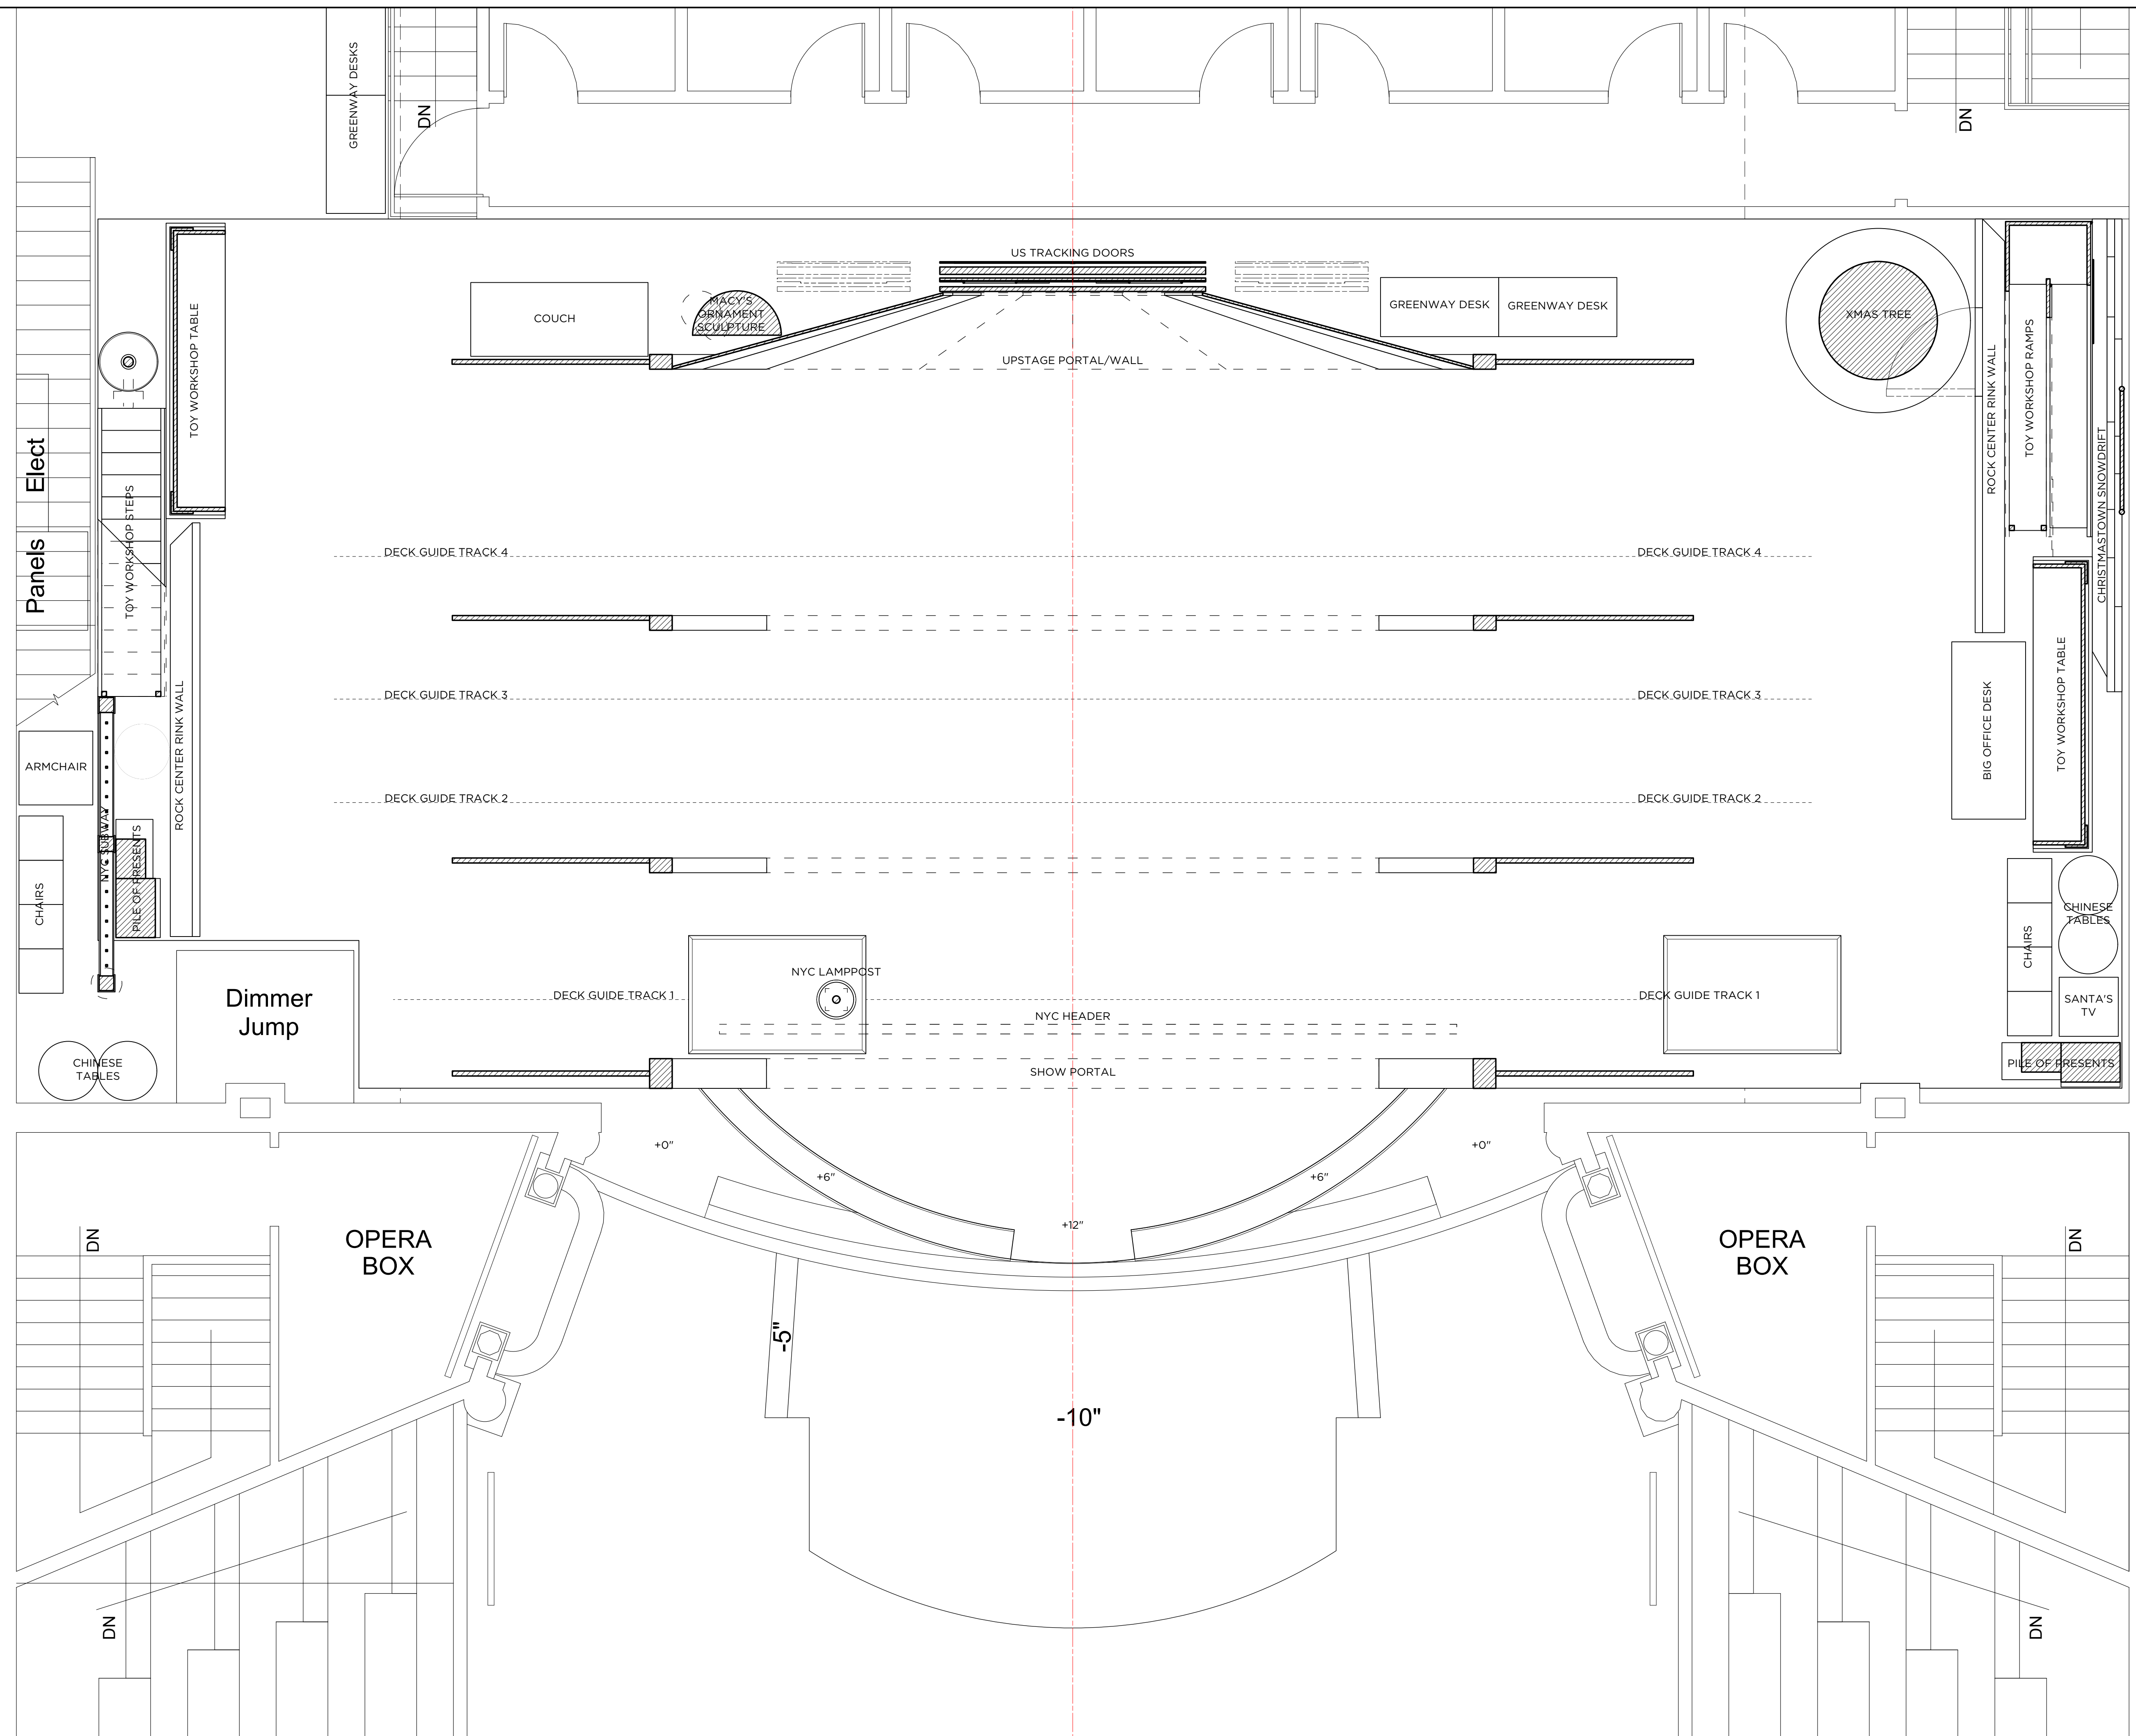 GREENWAY DESKS
DN
DN
US TRACKING DOORS
COUCH
MACY'S
ORNAMENT
SCULPTURE
GREENWAY DESK
GREENWAY DESK
XMAS TREE
UPSTAGE PORTAL/WALL
TOY WORKSHOP TABLE
ROCK CENTER RINK WALL
TOY WORKSHOP RAMPS
CHRISTMASTOWN SNOWDRIFT
Panels Elect
TOY WORKSHOP STEPS
DECK GUIDE TRACK 4
DECK GUIDE TRACK 4
DECK GUIDE TRACK 3
DECK GUIDE TRACK 3
ARMCHAIR
ROCK CENTER RINK WALL
BIG OFFICE DESK
TOY WORKSHOP TABLE
DECK GUIDE TRACK 2
DECK GUIDE TRACK 2
CHAIRS
NYC SUBWAY
PILE OF PRESENTS
CHINESE
TABLES
CHAIRS
Dimmer
Jump
NYC LAMPPOST
DECK GUIDE TRACK 1
DECK GUIDE TRACK 1
SANTA'S
TV
NYC HEADER
CHINESE
TABLES
SHOW PORTAL
PILE OF PRESENTS
+0"
+0"
+6"
+6"
+12"
DN
OPERA
BOX
OPERA
BOX
DN
-5"
-10"
DN
DN